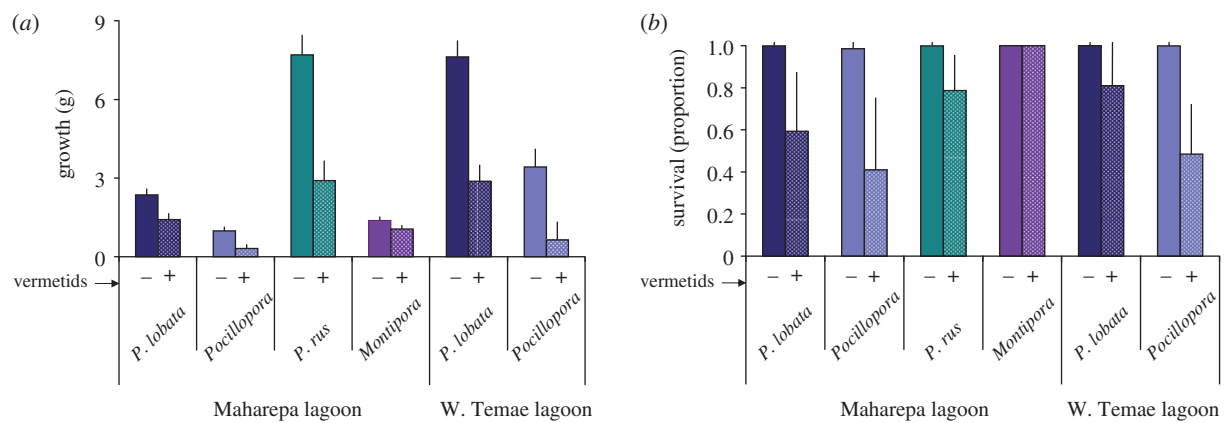 (a)
9
6
3
0
growth (g)
vermetids
– + – + – + – + – + – +
P. lobata Pocillopora P. rus Montipora P. lobata Pocillopora
Maharepa lagoon W. Temae lagoon
(b)
1.0
0.8
0.6
0.4
0.2
0
survival (proportion)
vermetids
– + – + – + – + – + – +
P. lobata Pocillopora P. rus Montipora P. lobata Pocillopora
Maharepa lagoon W. Temae lagoon